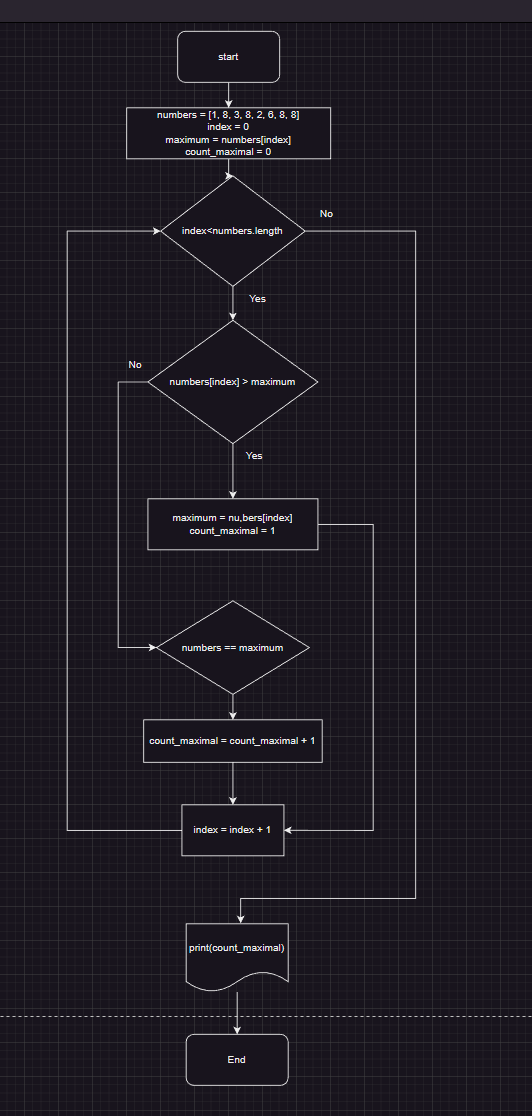 start
numbers = [1, 8, 3, 8, 2, 6, 8, 8]
index = 0
maximum = numbers[index]
count_maximal = 0
No
index<numbers.length
Yes
No
numbers[index] > maximum
Yes
maximum = nu,bers[index]
count_maximal = 1
numbers == maximum
count_maximal = count_maximal + 1
index = index + 1
print(count_maximal)
End